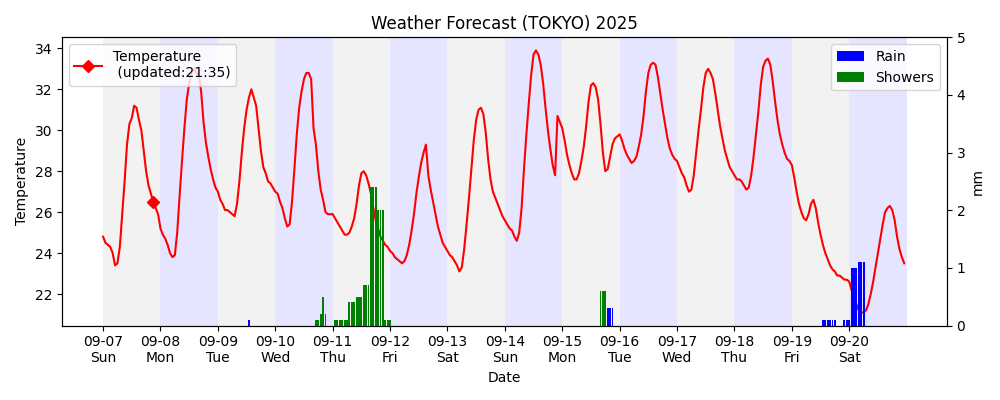 Weather Forecast (TOKYO) 2025
Temperature
(updated:21:35)
Rain
Showers
Temperature
34
32
30
28
26
24
22
5
4
3
2
1
0
mm
09-07 09-08 09-09 09-10 09-11 09-12 09-13 09-14 09-15 09-16 09-17 09-18 09-19 09-20
Sun Mon Tue Wed Thu Fri Sat Sun Mon Tue Wed Thu Fri Sat
Date